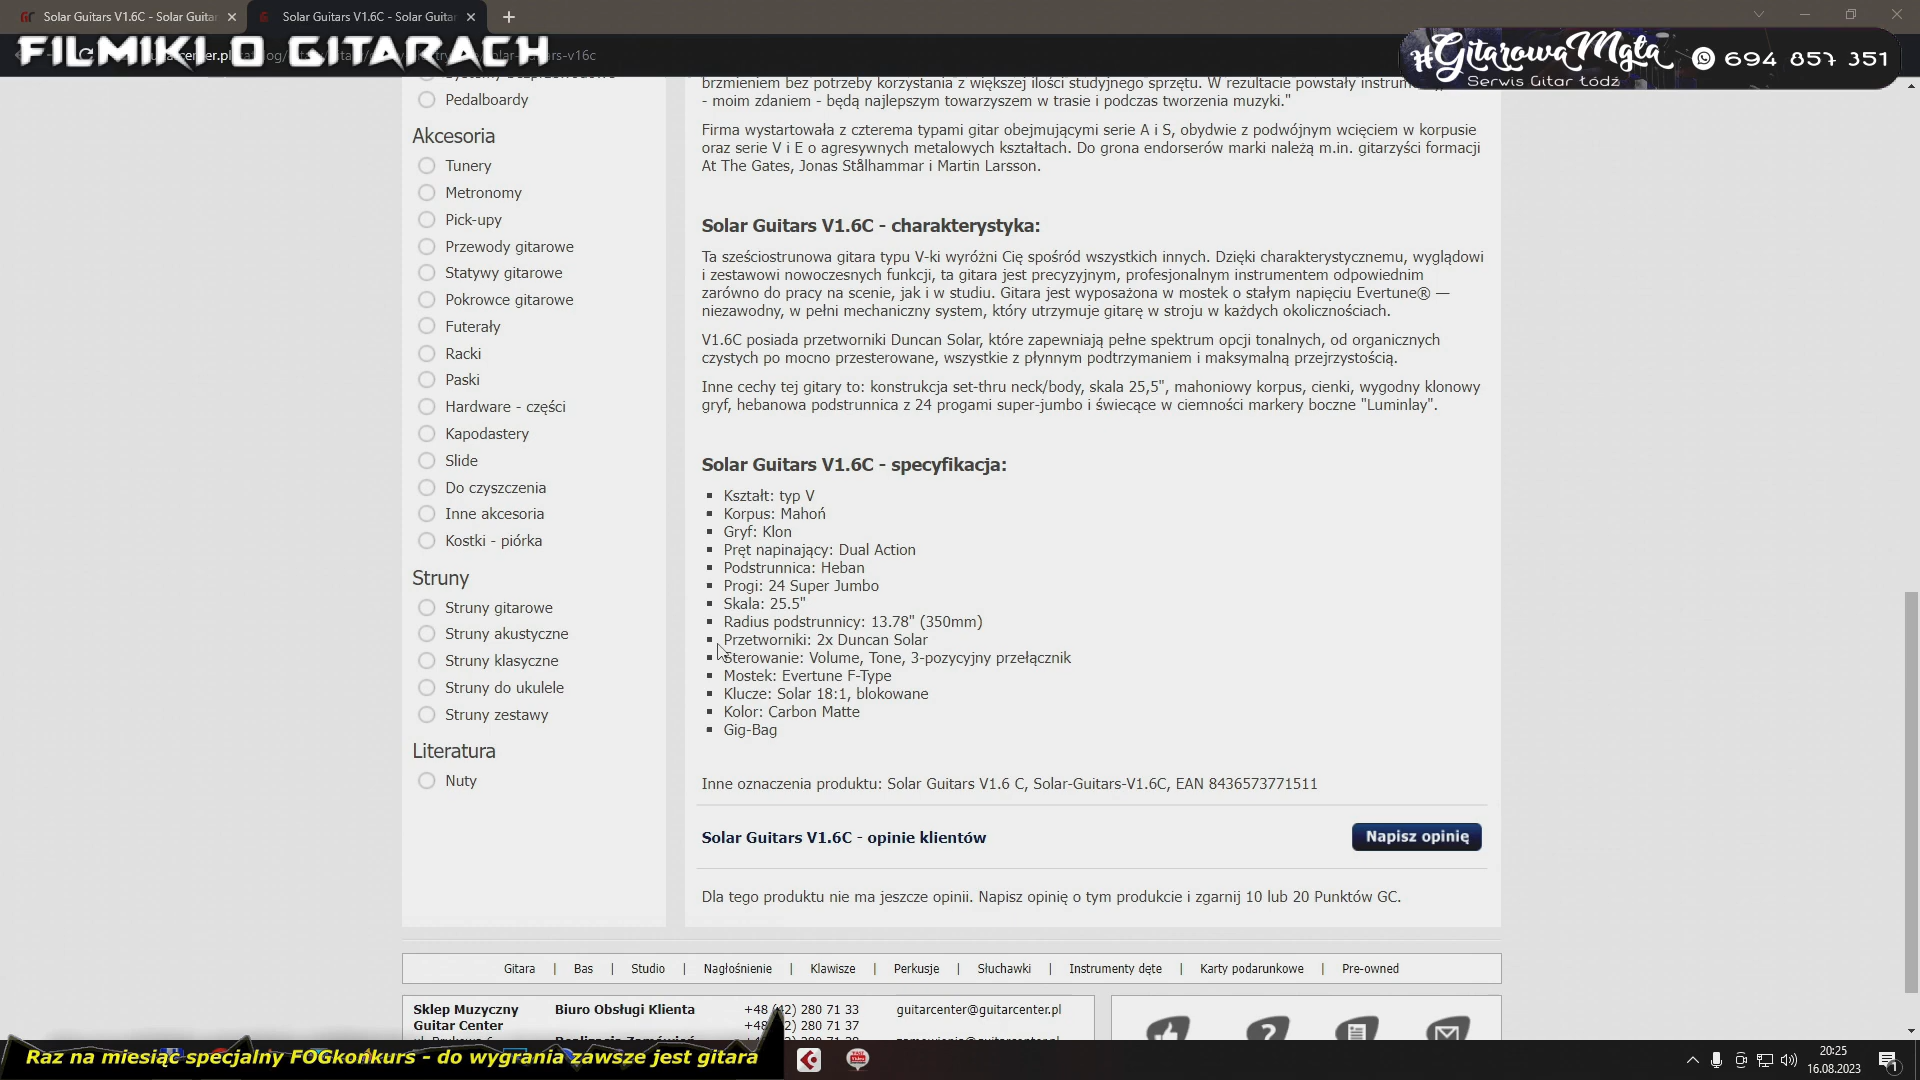 Solar Guitars V1.6C - Solar Guitar
Solar Guitars V1.6C - Solar Guitar
FILMIKI O GITARACH
#GitarowaMgła
Serwis Gitar Łódź
694 857 351
Pedalboardy
Akcesoria
Tunery
Metronomy
Pick-upy
Przewody gitarowe
Statywy gitarowe
Pokrowce gitarowe
Futerały
Racki
Paski
Hardware - części
Kapodastery
Slide
Do czyszczenia
Inne akcesoria
Kostki - piórka
Struny
Struny gitarowe
Struny akustyczne
Struny klasyczne
Struny do ukulele
Struny zestawy
Literatura
Nuty
brzmieniem bez potrzeby korzystania z większej ilości studyjnego sprzętu. W rezultacie powstały
- moim zdaniem - będą najlepszym towarzyszem w trasie i podczas tworzenia muzyki."
Firma wystartowała z czterema typami gitar obejmującymi serie A i S, obydwie z podwójnym wcięciem w korpusie
oraz serie V i E o agresywnych metalowych kształtach. Do grona endorserów marki należą m.in. gitarzyści formacji
At The Gates, Jonas Stålhammar i Martin Larsson.
Solar Guitars V1.6C - charakterystyka:
Ta sześciostrunowa gitara typu V-ki wyróżni Cię spośród wszystkich innych. Dzięki charakterystycznemu, wyglądowi
i zestawowi nowoczesnych funkcji, ta gitara jest precyzyjnym, profesjonalnym instrumentem odpowiednim
zarówno do pracy na scenie, jak i w studiu. Gitara jest wyposażona w mostek o stałym napięciu Evertune® —
niezawodny, w pełni mechaniczny system, który utrzymuje gitarę w stroju w każdych okolicznościach.
V1.6C posiada przetworniki Duncan Solar, które zapewniają pełne spektrum opcji tonalnych, od organicznych
czystych po mocno przesterowane, wszystkie z płynnym podtrzymaniem i maksymalną przejrzystością.
Inne cechy tej gitary to: konstrukcja set-thru neck/body, skala 25,5", mahoniowy korpus, cienki, wygodny klonowy
gryf, hebanowa podstrunnica z 24 progami super-jumbo i świecące w ciemności markery boczne "Luminlay".
Solar Guitars V1.6C - specyfikacja:
Kształt: typ V
Korpus: Mahoń
Gryf: Klon
Pręt napinający: Dual Action
Podstrunnica: Heban
Progi: 24 Super Jumbo
Skala: 25.5"
Radius podstrunnicy: 13.78" (350mm)
Przetworniki: 2x Duncan Solar
Sterowanie: Volume, Tone, 3-pozycyjny przełącznik
Mostek: Evertune F-Type
Klucze: Solar 18:1, blokowane
Kolor: Carbon Matte
Gig-Bag
Inne oznaczenia produktu: Solar Guitars V1.6 C, Solar-Guitars-V1.6C, EAN 8436573771511
Solar Guitars V1.6C - opinie klientów
Napisz opinię
Dla tego produktu nie ma jeszcze opinii. Napisz opinię o tym produkcie i zgarnij 10 lub 20 Punktów GC.
Gitara | Bas | Studio | Nagłośnienie | Klawisze | Perkusje | Słuchawki | Instrumenty dęte | Karty podarunkowe | Pre-owned
Sklep Muzyczny Biuro Obsługi Klienta +48 (42) 280 71 33 guitarcenter@guitarcenter.pl
Guitar Center 280 71 37
Raz na miesiąc specjalny FOGkonkurs - do wygrania zawsze jest gitara
20:25
16.08.2023